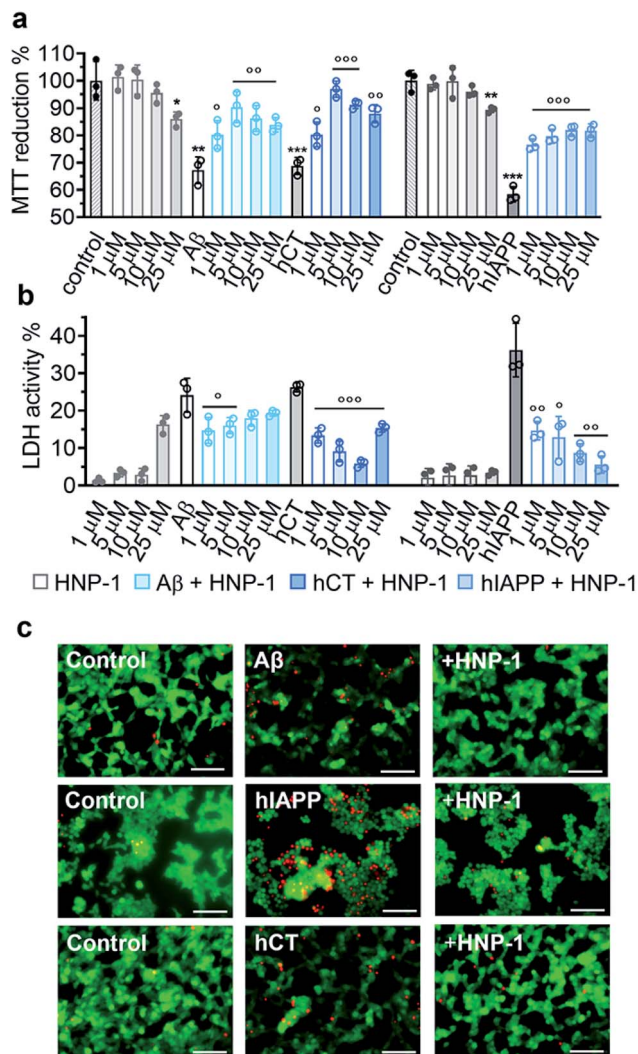 a
MTT reduction %
110
100
90
80
70
60
50
°°
°°°
°°°
°
*
**
°
***
°°
**
***
control
1 µM
5 µM
10 µM
25 µM
Aβ
1 µM
5 µM
10 µM
25 µM
hCT
1 µM
5 µM
10 µM
25 µM
control
1 µM
5 µM
10 µM
25 µM
hIAPP
1 µM
5 µM
10 µM
25 µM
b
LDH activity %
40
30
20
10
0
°
°°°
°°
°
°°
1 µM
5 µM
10 µM
25 µM
Aβ
1 µM
5 µM
10 µM
25 µM
hCT
1 µM
5 µM
10 µM
25 µM
1 µM
5 µM
10 µM
25 µM
hIAPP
1 µM
5 µM
10 µM
25 µM
HNP-1 Aβ + HNP-1 hCT + HNP-1 hIAPP + HNP-1
c
Control Aβ +HNP-1
Control hIAPP +HNP-1
Control hCT +HNP-1